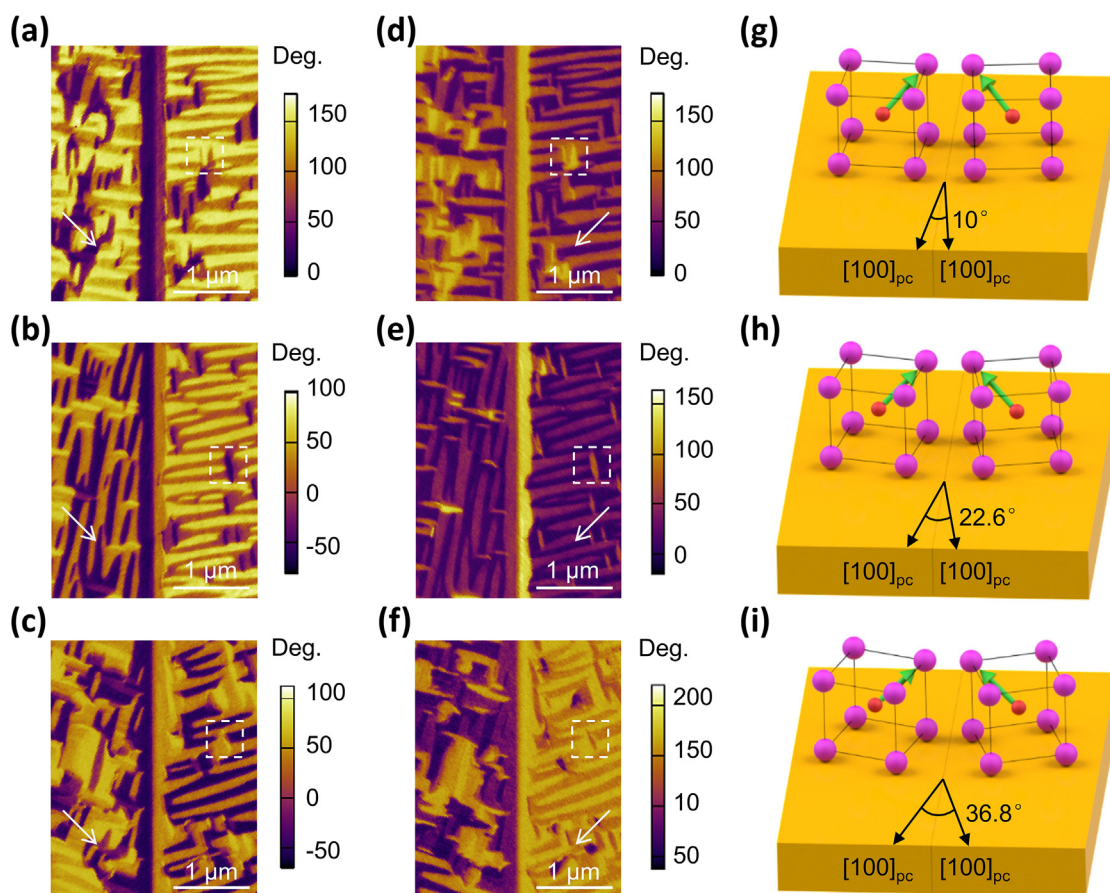 (a)
Deg.
150
100
50
0
1 μm
(d)
Deg.
150
100
50
0
1 μm
(g)
10°
[100]pc [100]pc
(b)
Deg.
100
50
0
-50
1 μm
(e)
Deg.
150
100
50
0
1 μm
(h)
22.6°
[100]pc [100]pc
(c)
Deg.
100
50
0
-50
1 μm
(f)
Deg.
200
150
10
50
1 μm
(i)
36.8°
[100]pc [100]pc